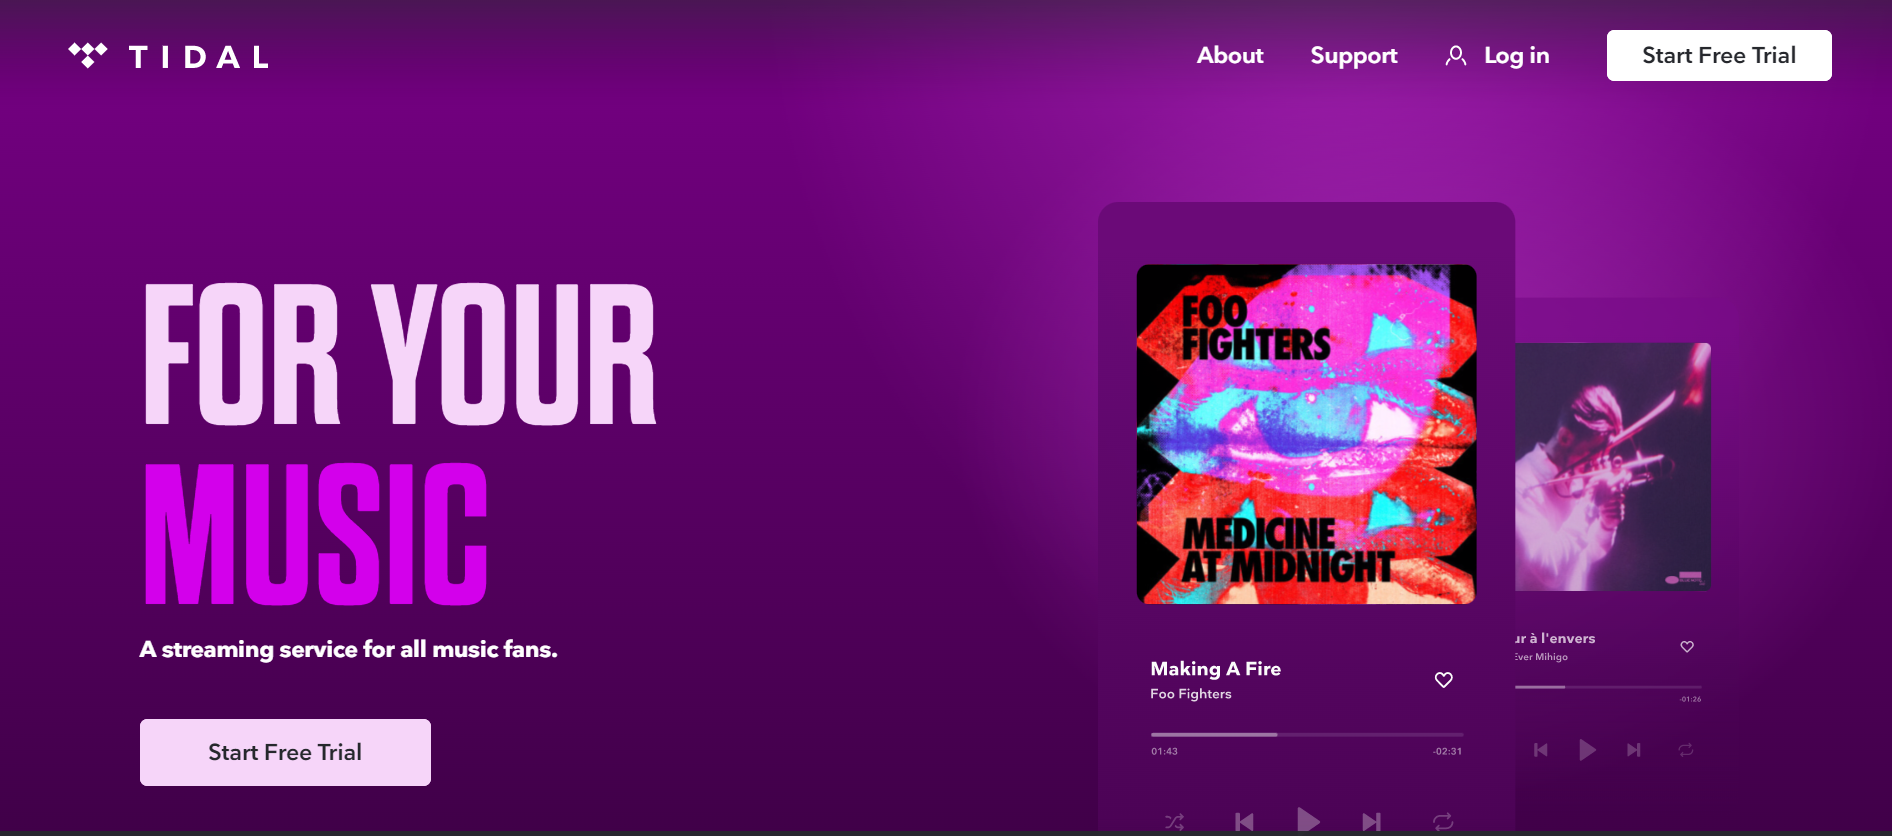 TIDAL
About
Support
Log in
Start Free Trial
FOR YOUR
MUSIC
A streaming service for all music fans.
Start Free Trial
FOO
FIGHTERS
MEDICINE
AT MIDNIGHT
Making A Fire
Foo Fighters
01:43
-02:31
ur à l'envers
Ever Mihigo
-01:26